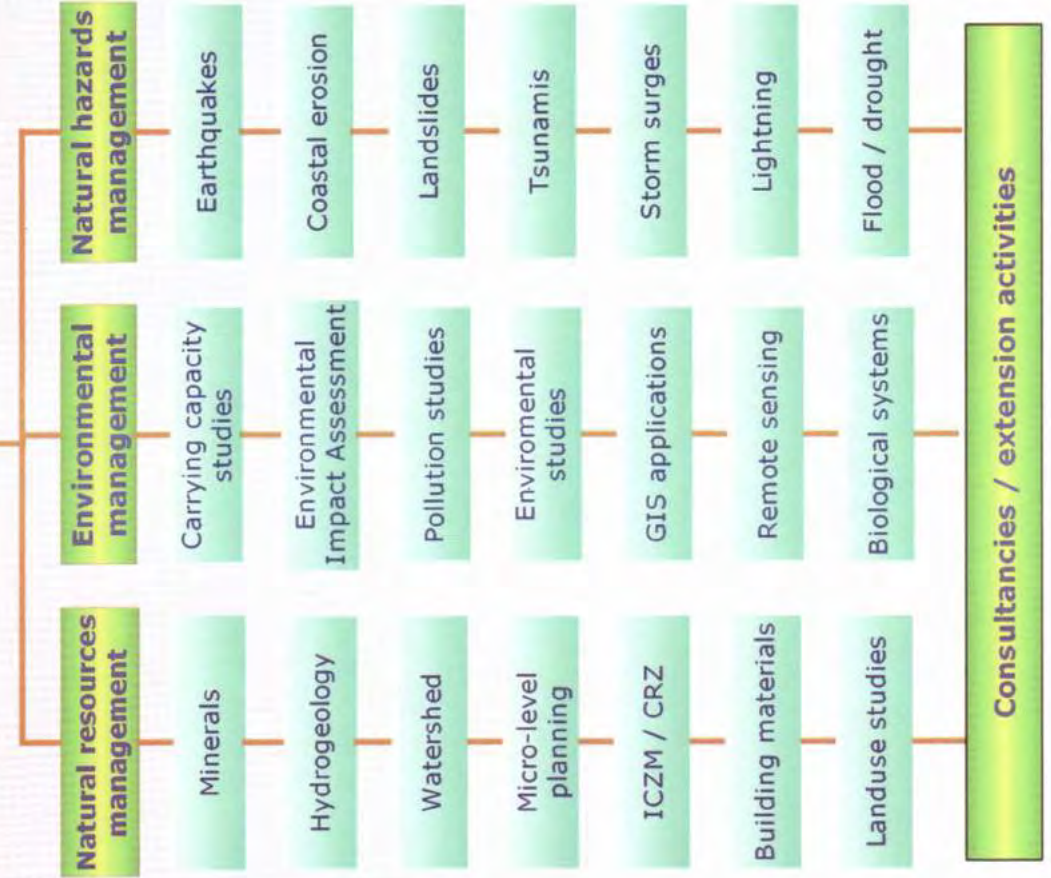 Natural resources
management
Minerals
Hydrogeology
Watershed
Micro-level
planning
ICZM / CRZ
Building materials
Landuse studies
Environmental
management
Carrying capacity
studies
Environmental
Impact Assessment
Pollution studies
Enviromental
studies
GIS applications
Remote sensing
Biological systems
Natural hazards
management
Earthquakes
Coastal erosion
Landslides
Tsunamis
Storm surges
Lightning
Flood / drought
Consultancies / extension activities